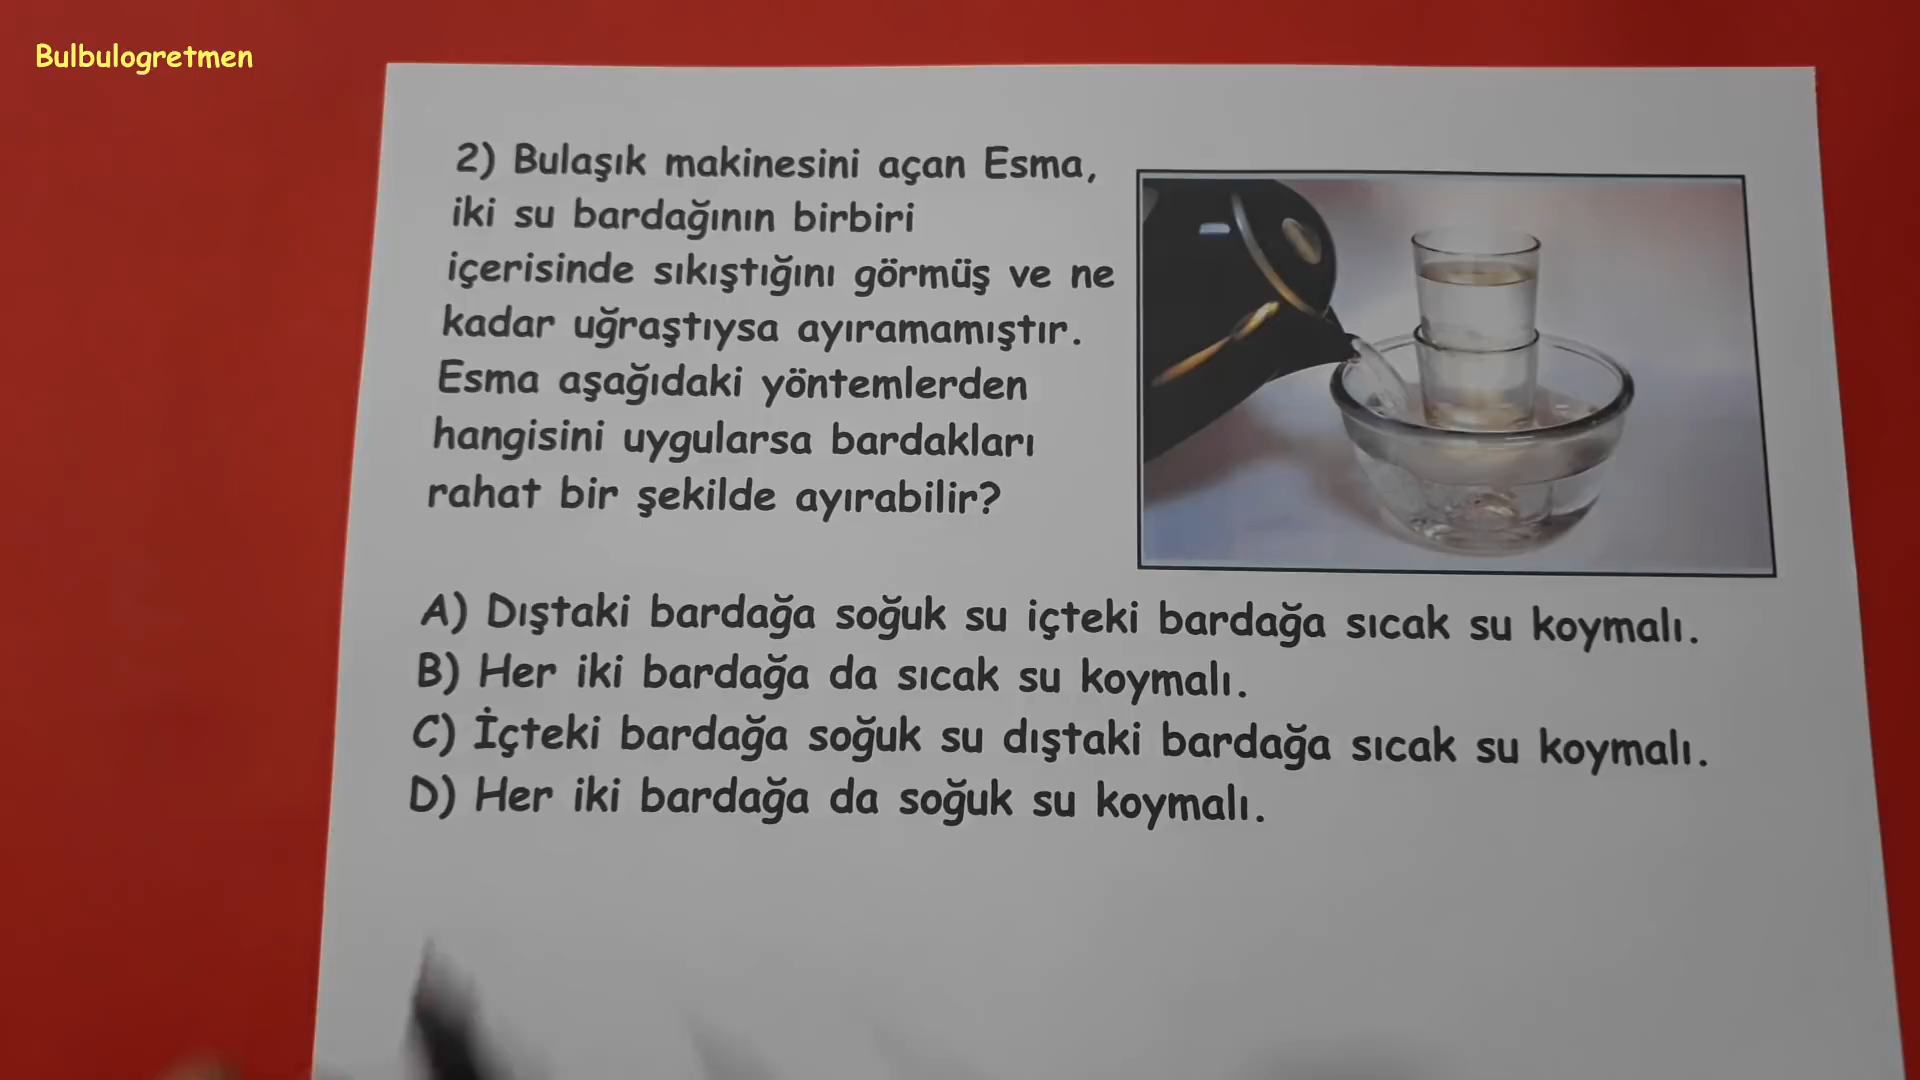 Bulbulogretmen
2) Bulaşık makinesini açan Esma,
iki su bardağının birbiri
içerisinde sıkıştığını görmüş ve ne
kadar uğraştıysa ayıramamıştır.
Esma aşağıdaki yöntemlerden
hangisini uygularsa bardakları
rahat bir şekilde ayırabilir?
A) Dıştaki bardağa soğuk su içteki bardağa sıcak su koymalı.
B) Her iki bardağa da sıcak su koymalı.
C) İçteki bardağa soğuk su dıştaki bardağa sıcak su koymalı.
D) Her iki bardağa da soğuk su koymalı.